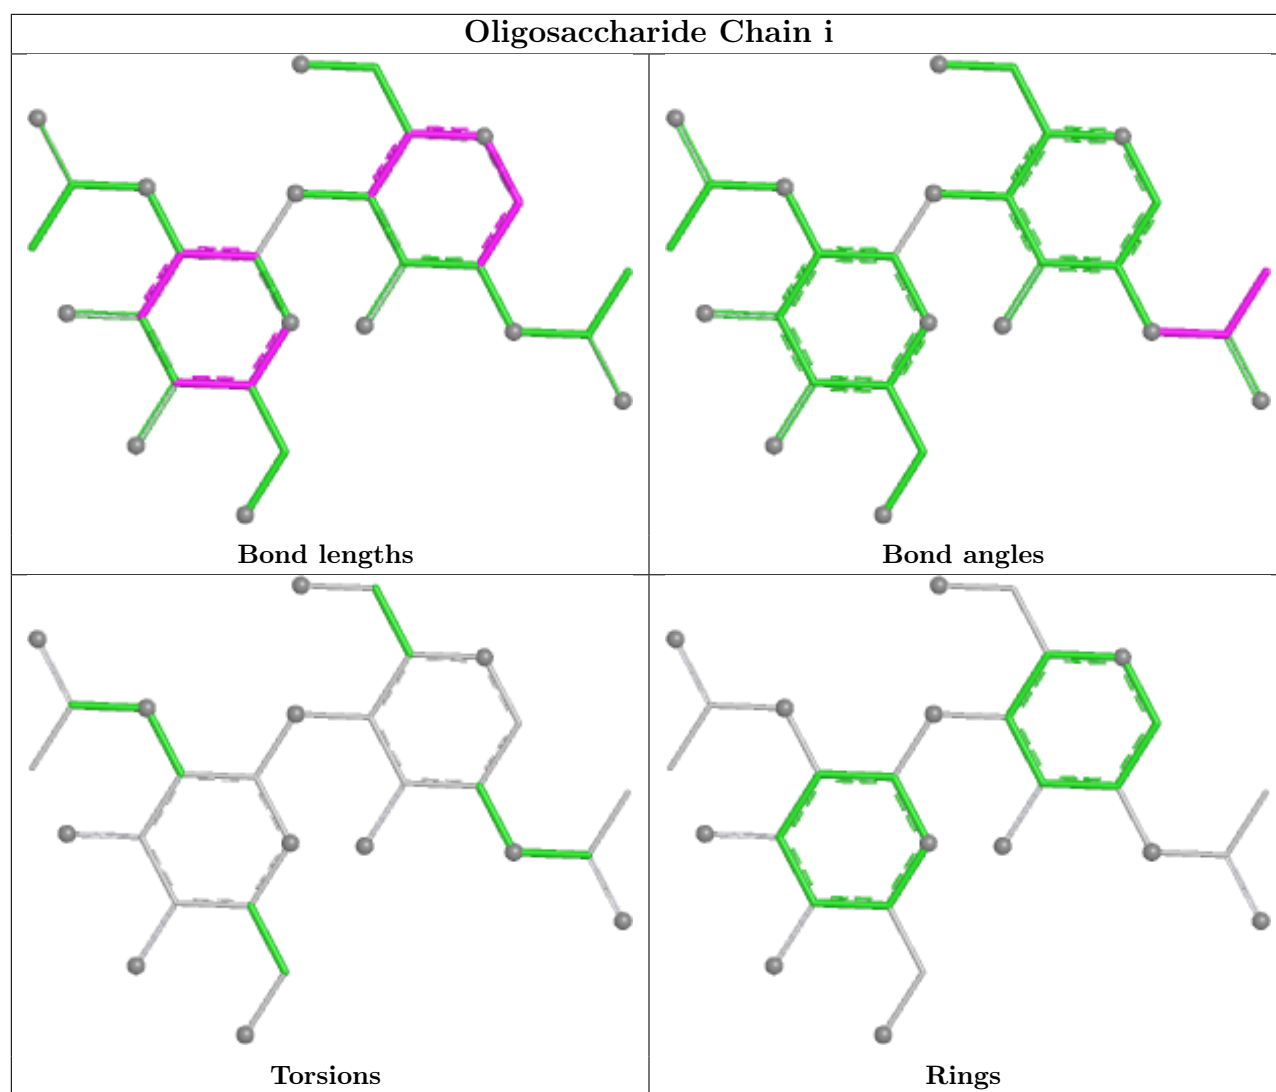 Oligosaccharide Chain i
Bond lengths
Bond angles
Torsions
Rings